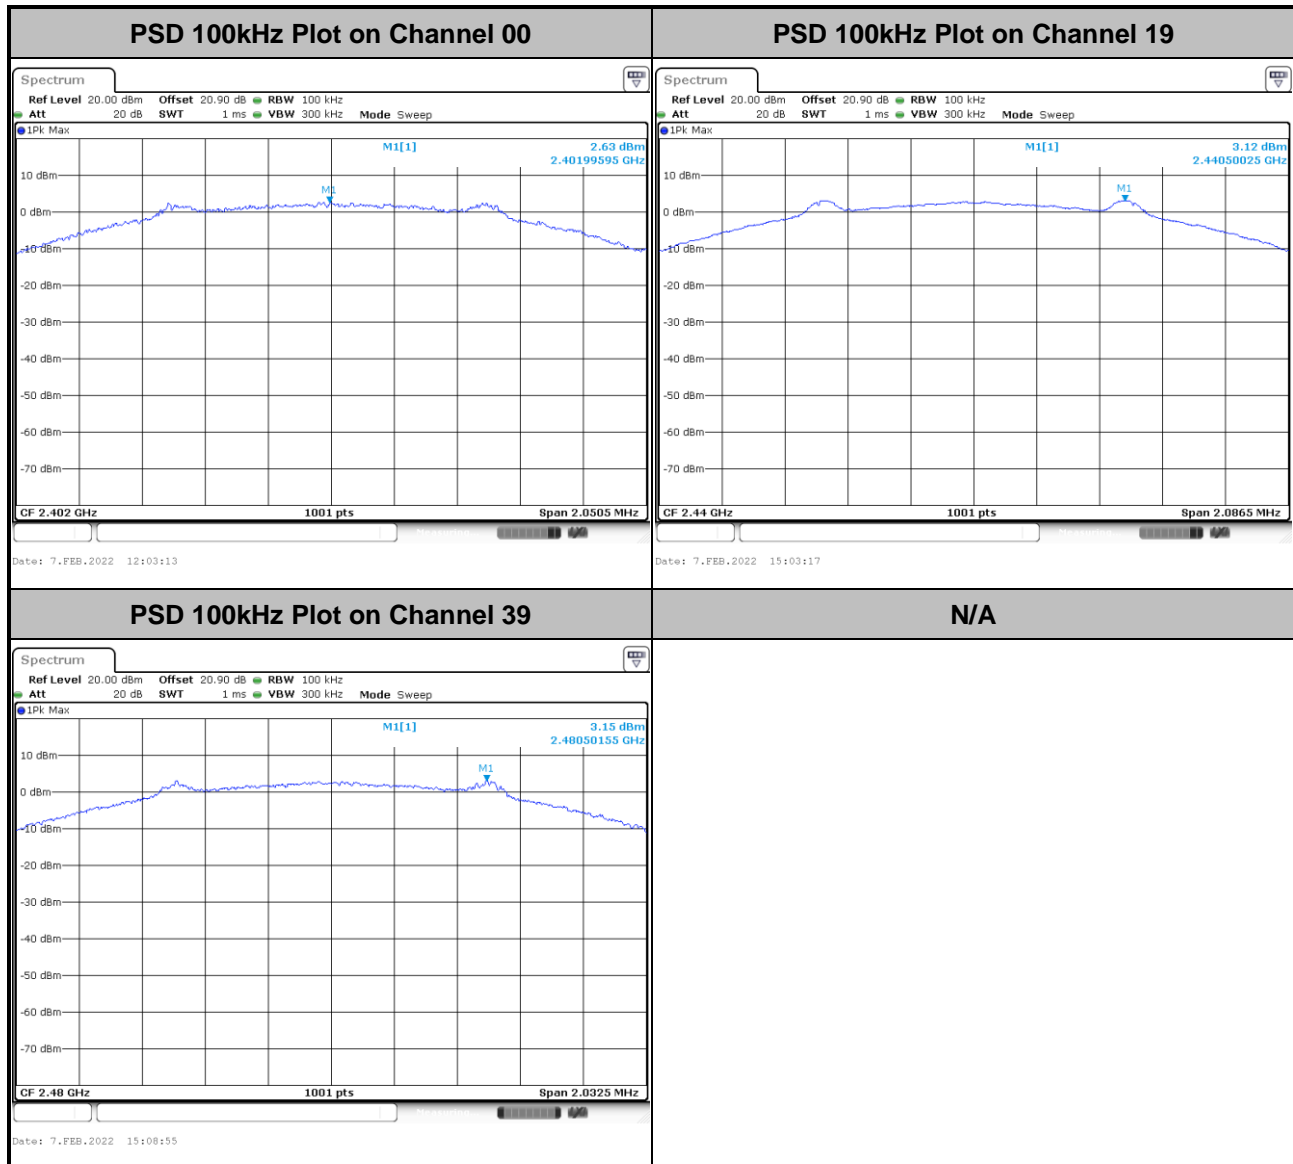 PSD 100kHz Plot on Channel 00
Spectrum
Ref Level 20.00 dBm Offset 20.90 dB RBW 100 kHz
Att 20 dB SWT 1 ms VBW 300 kHz Mode Sweep
1Pk Max
M1[1] 2.63 dBm
2.40199595 GHz
10 dBm
M1
0 dBm
-10 dBm
-20 dBm
-30 dBm
-40 dBm
-50 dBm
-60 dBm
-70 dBm
CF 2.402 GHz 1001 pts Span 2.0505 MHz
Measuring...
Date: 7.FEB.2022 12:03:13
PSD 100kHz Plot on Channel 19
Spectrum
Ref Level 20.00 dBm Offset 20.90 dB RBW 100 kHz
Att 20 dB SWT 1 ms VBW 300 kHz Mode Sweep
1Pk Max
M1[1] 3.12 dBm
2.44050025 GHz
10 dBm
M1
0 dBm
-10 dBm
-20 dBm
-30 dBm
-40 dBm
-50 dBm
-60 dBm
-70 dBm
CF 2.44 GHz 1001 pts Span 2.0865 MHz
Measuring...
Date: 7.FEB.2022 15:03:17
PSD 100kHz Plot on Channel 39
Spectrum
Ref Level 20.00 dBm Offset 20.90 dB RBW 100 kHz
Att 20 dB SWT 1 ms VBW 300 kHz Mode Sweep
1Pk Max
M1[1] 3.15 dBm
2.48050155 GHz
10 dBm
M1
0 dBm
-10 dBm
-20 dBm
-30 dBm
-40 dBm
-50 dBm
-60 dBm
-70 dBm
CF 2.48 GHz 1001 pts Span 2.0325 MHz
Measuring...
Date: 7.FEB.2022 15:08:55
N/A